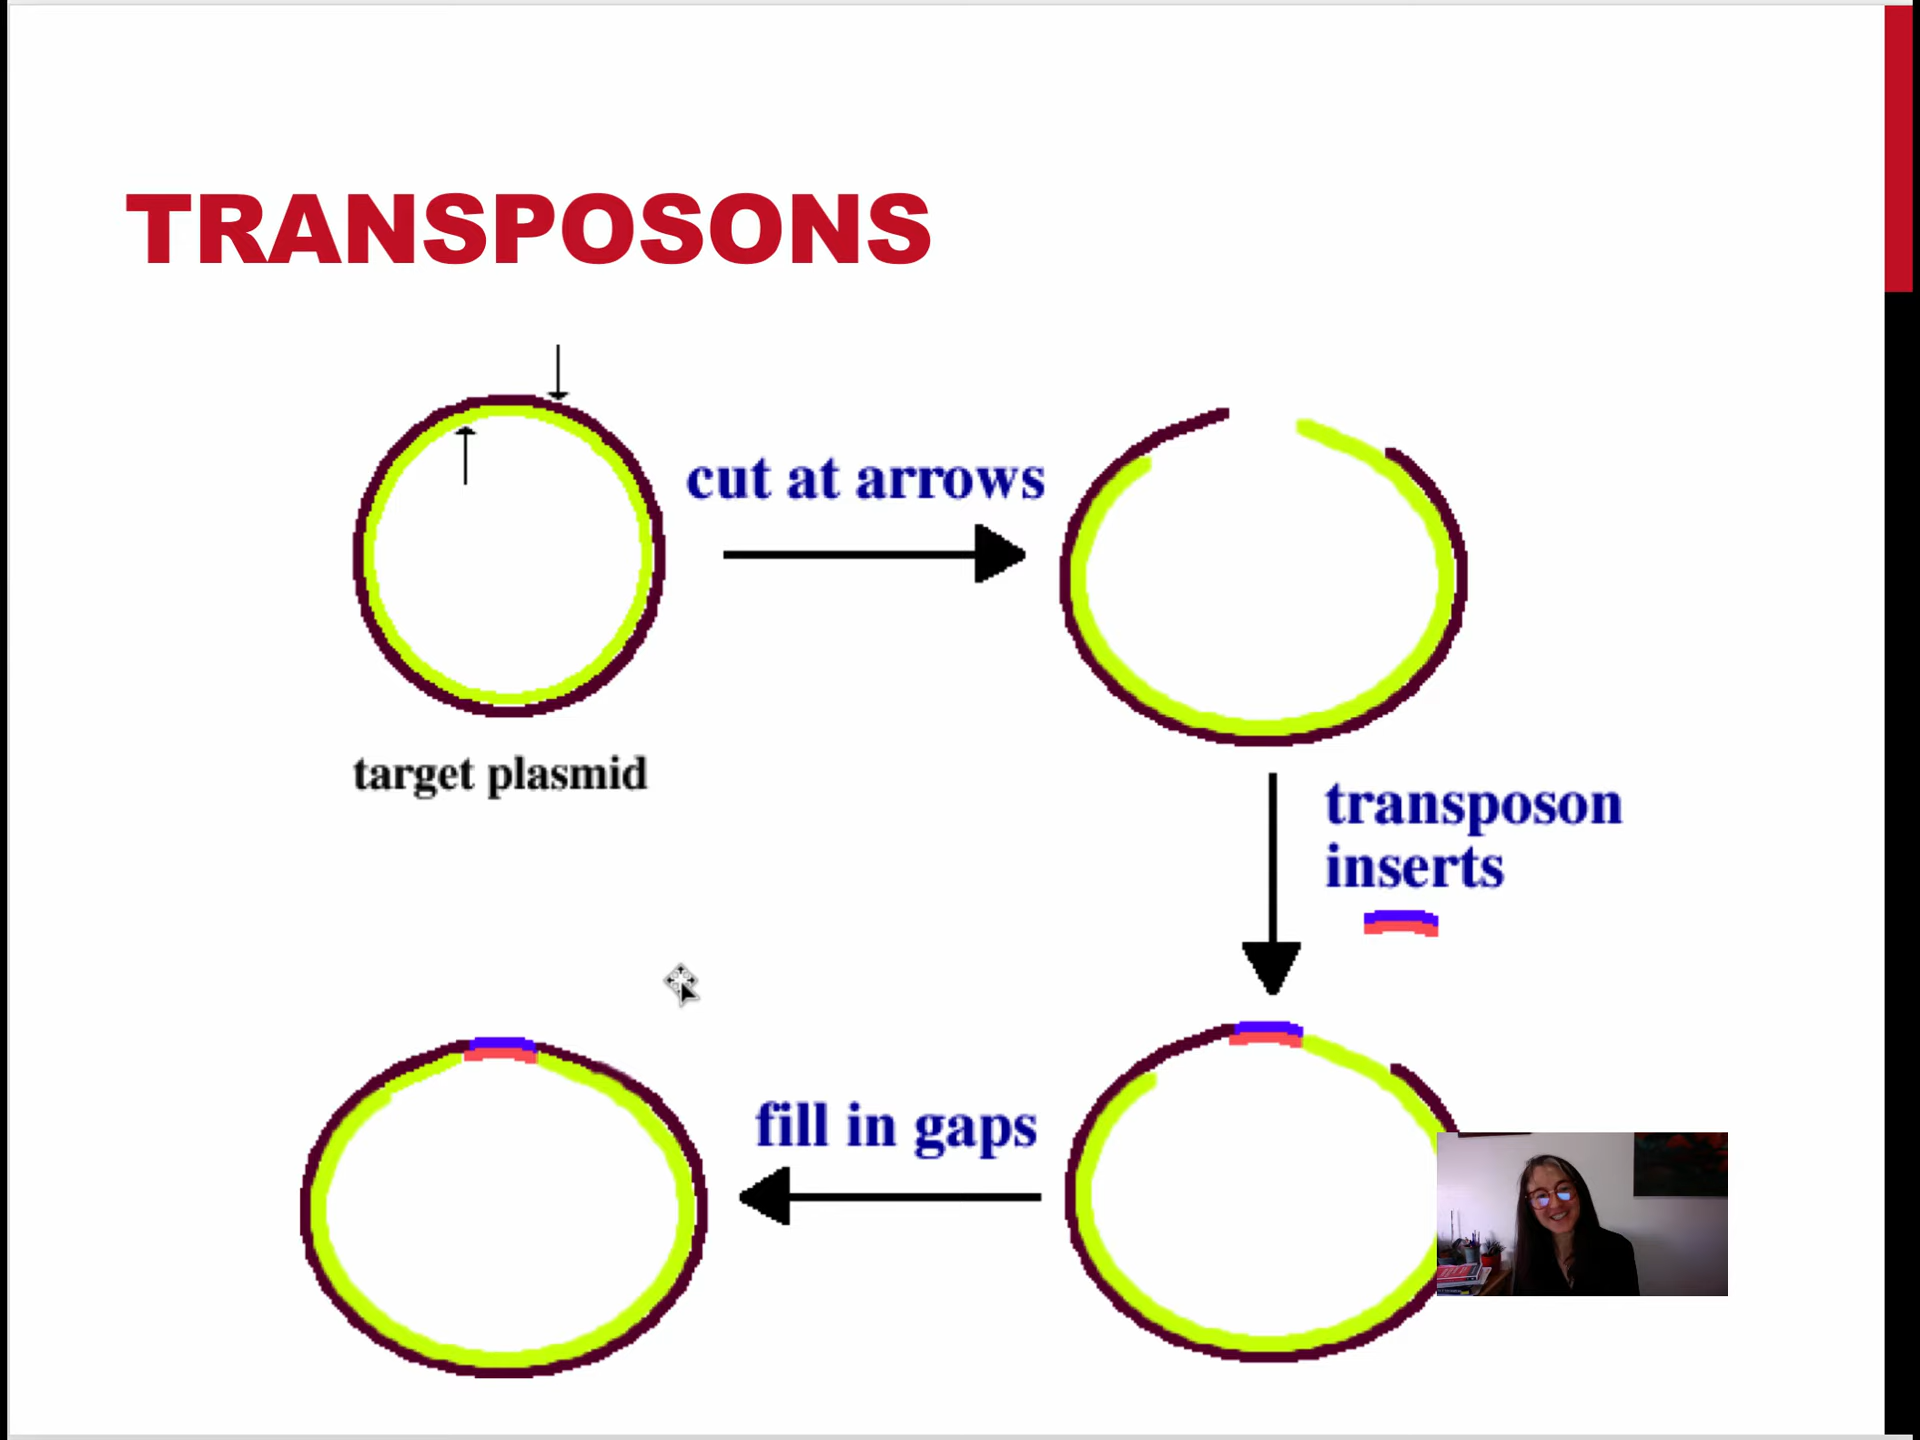 TRANSPOSONS
cut at arrows
target plasmid
transposon
inserts
fill in gaps